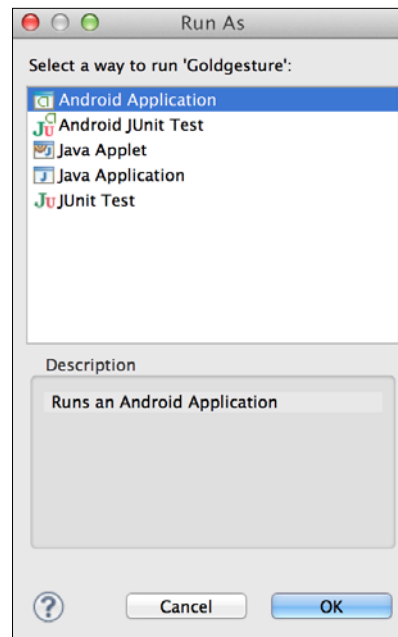 Run As
Select a way to run 'Goldgesture':
Android Application
Android JUnit Test
Java Applet
Java Application
JUnit Test
Description
Runs an Android Application
?
Cancel
OK